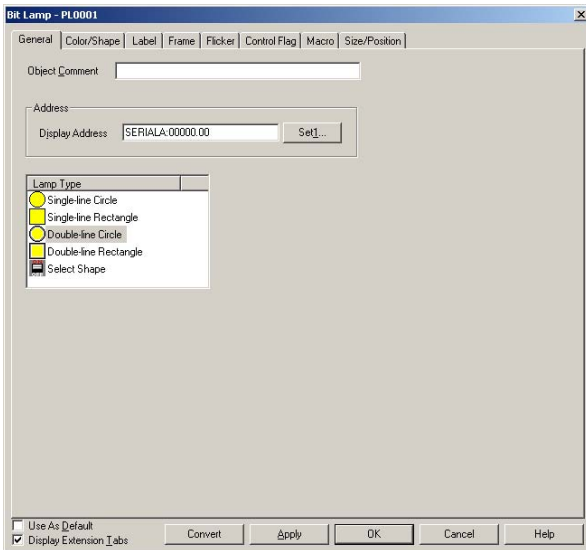 Bit Lamp - PL0001
General Color/Shape Label Frame Flicker Control Flag Macro Size/Position
Object Comment
Address
Display Address SERIALA:00000.00 Set1...
Lamp Type
Single-line Circle
Single-line Rectangle
Double-line Circle
Double-line Rectangle
Select Shape
Use As Default
Display Extension Tabs
Convert Apply OK Cancel Help